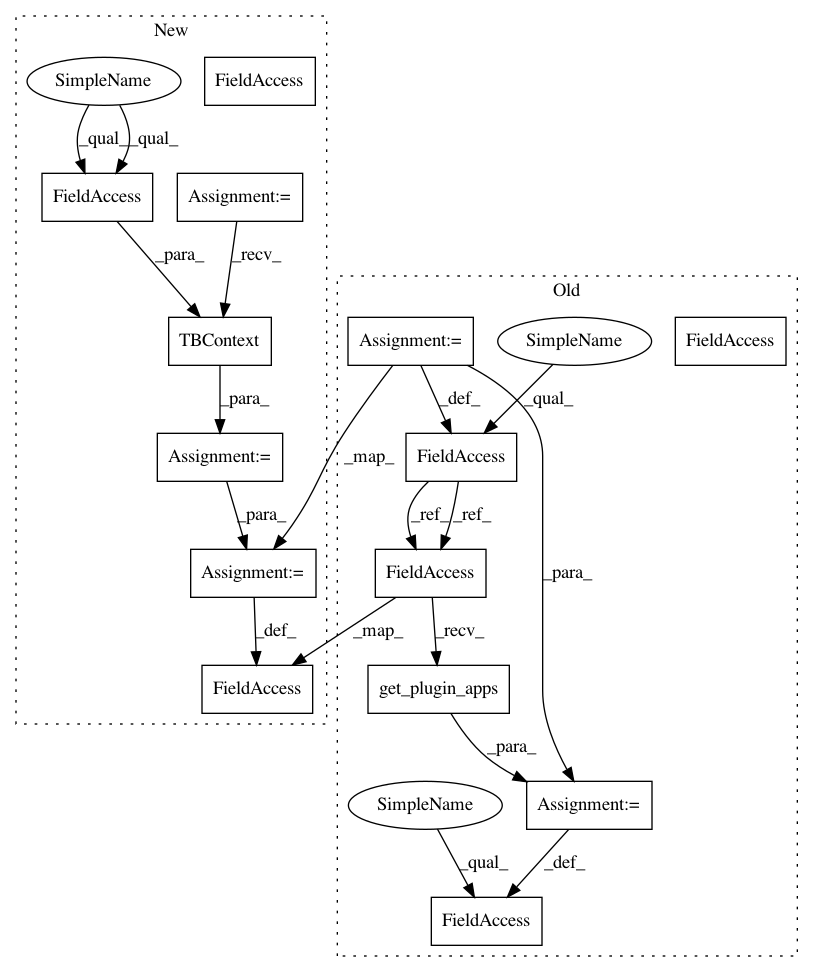 New
SimpleName
FieldAccess
_qual_
_qual_
FieldAccess
Assignment:=
_para_
_recv_
Old
TBContext
Assignment:=
SimpleName
FieldAccess
_para_
_def_
_qual_
Assignment:=
_map_
FieldAccess
_para_
_ref_
_ref_
Assignment:=
FieldAccess
_para_
_def_
_map_
_recv_
FieldAccess
get_plugin_apps
_para_
SimpleName
Assignment:=
_qual_
_def_
FieldAccess